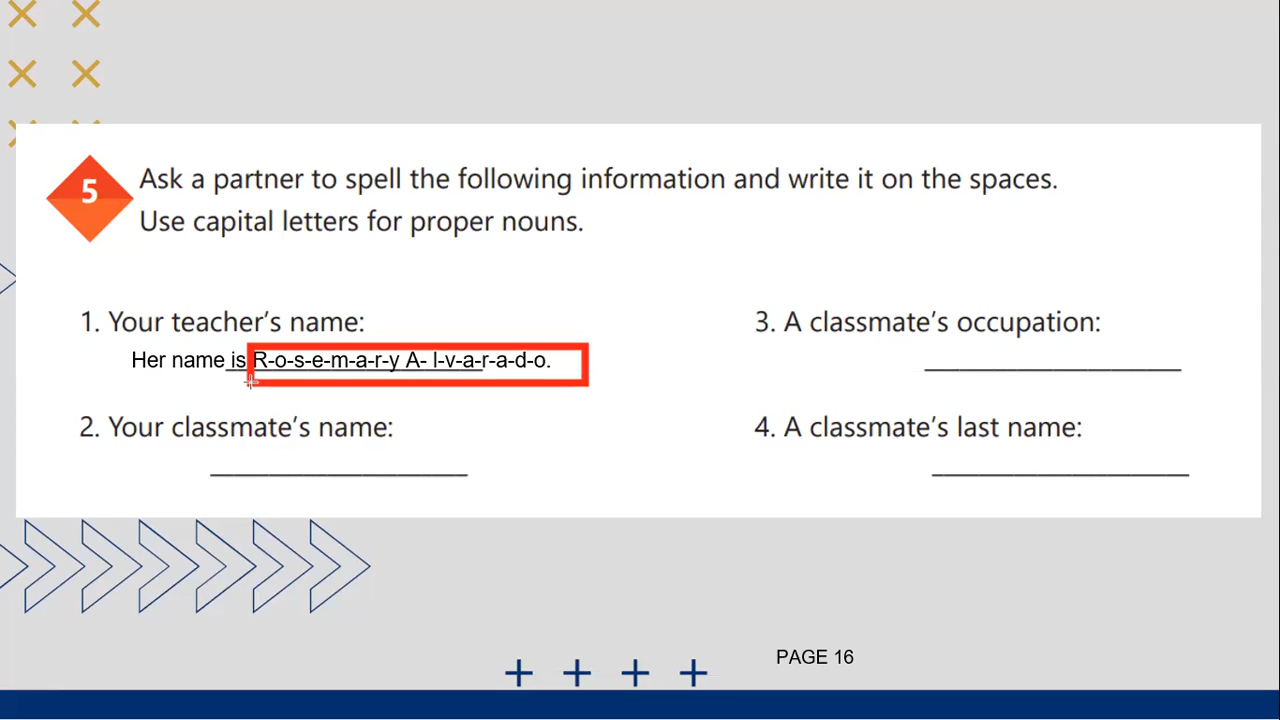 5
Ask a partner to spell the following information and write it on the spaces.
Use capital letters for proper nouns.
1. Your teacher's name:
Her name is R-o-s-e-m-a-r-y A- l-v-a-r-a-d-o.
2. Your classmate's name:
3. A classmate's occupation:
4. A classmate's last name:
PAGE 16